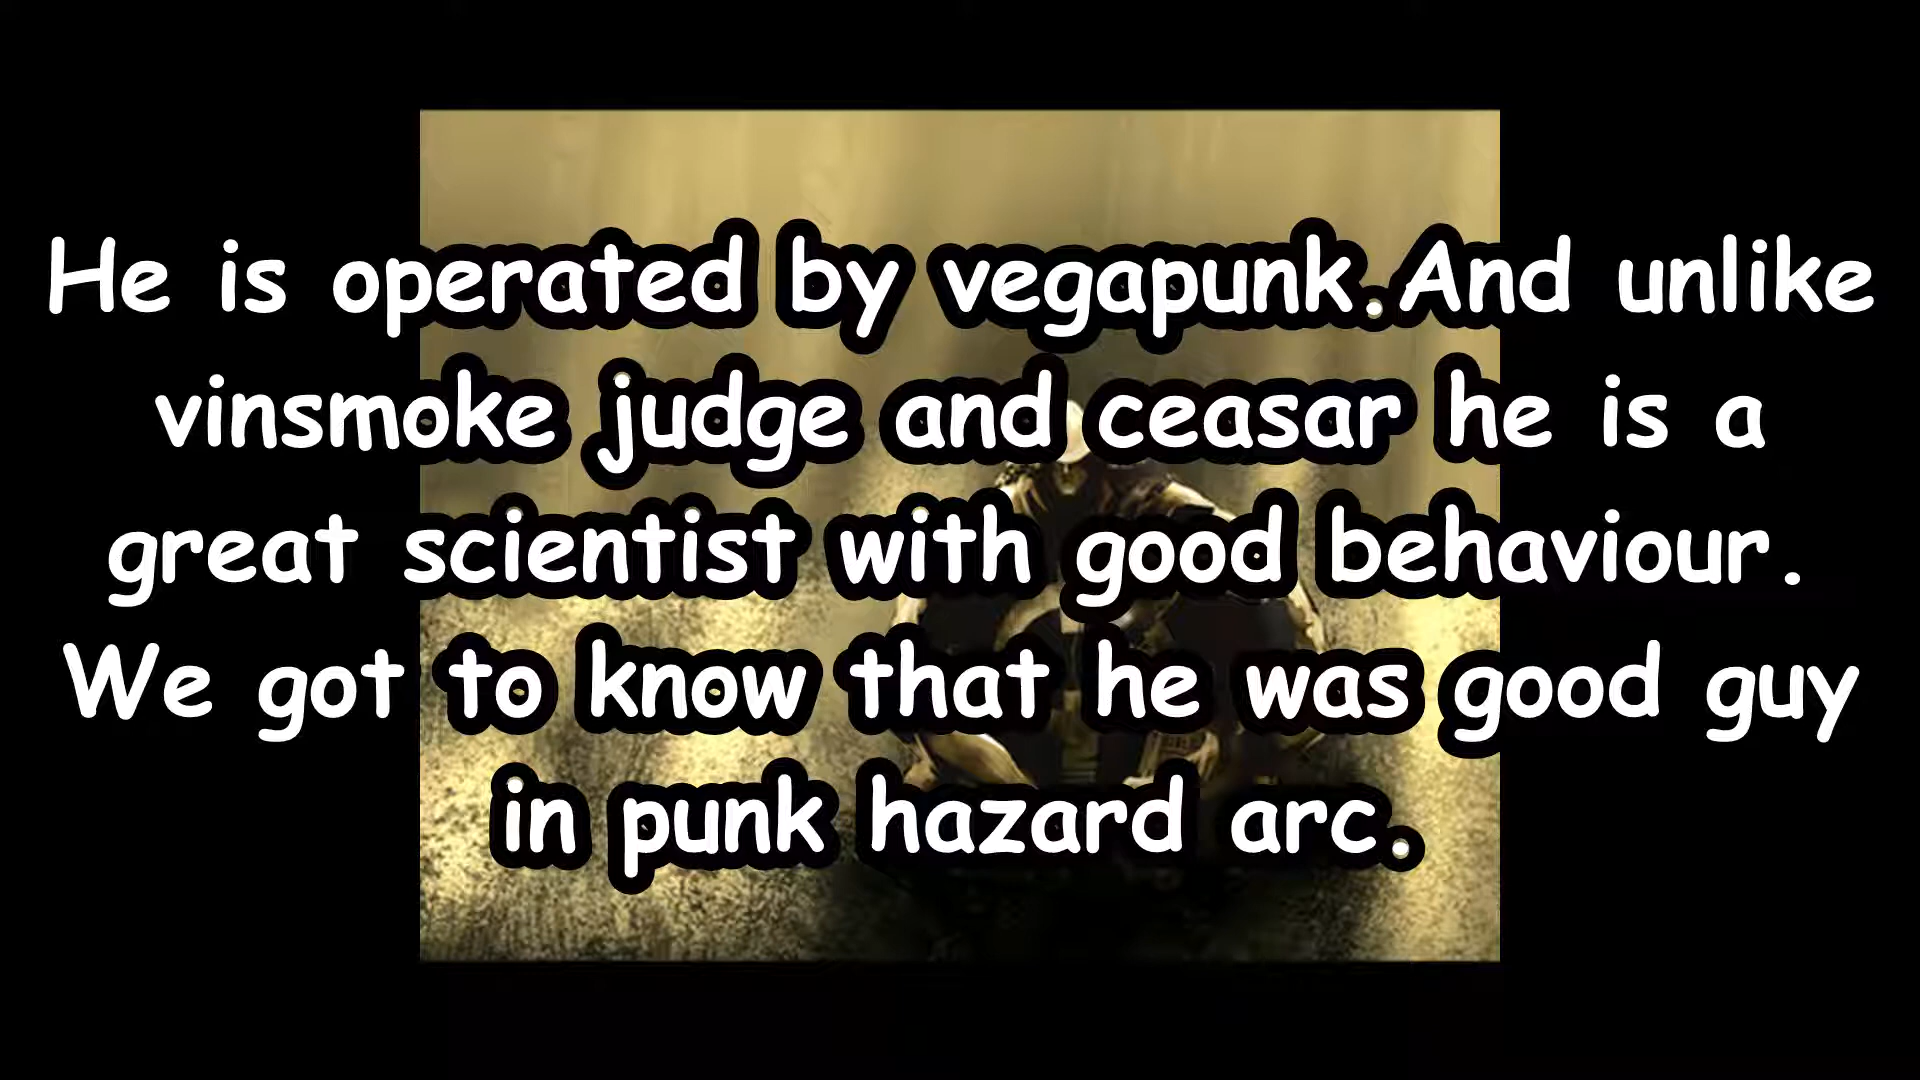 He is operated by vegapunk.And unlike
vinsmoke judge and ceasar he is a
great scientist with good behaviour.
We got to know that he was good guy
in punk hazard arc.